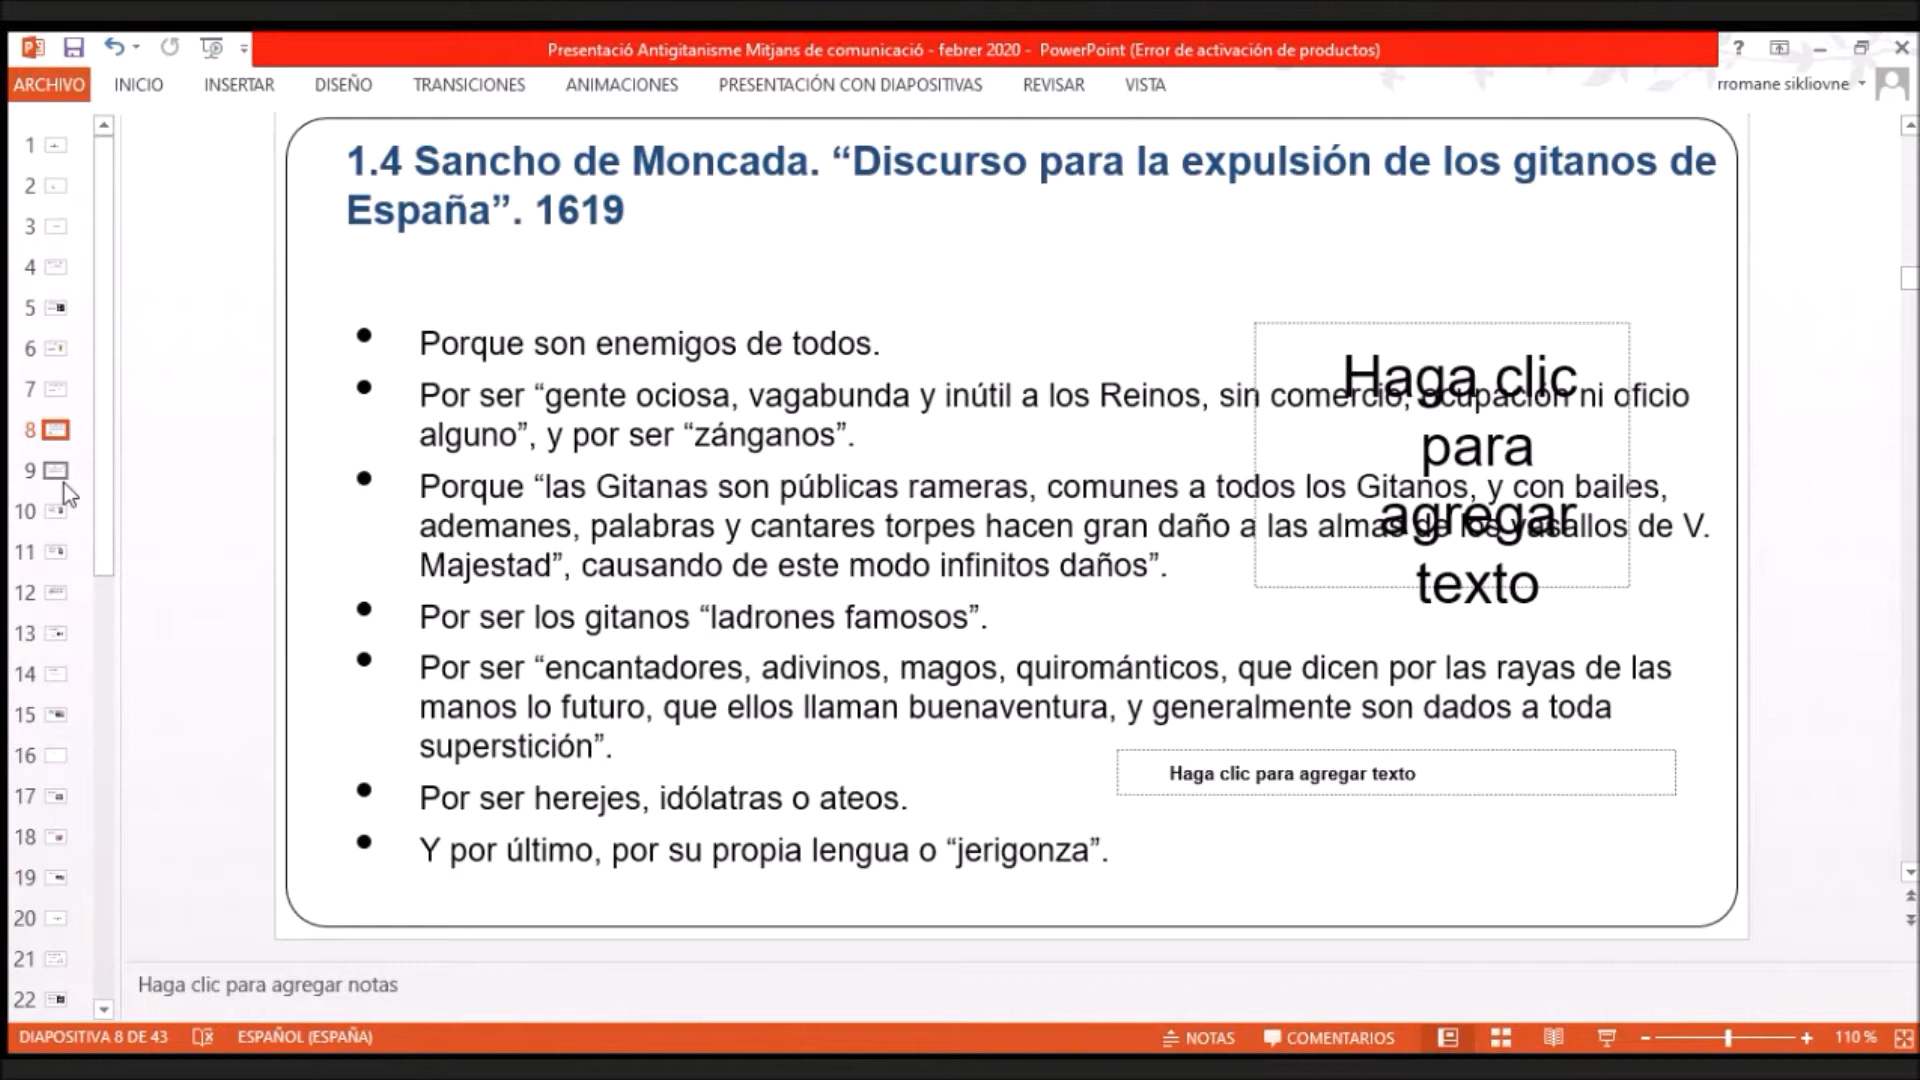 Presentació Antigitanisme Mitjans de comunicació - febrer 2020 - PowerPoint (Error de activación de productos)
ARCHIVO INICIO INSERTAR DISEÑO TRANSICIONES ANIMACIONES PRESENTACIÓN CON DIAPOSITIVAS REVISAR VISTA rromane sikliovne
1.4 Sancho de Moncada. “Discurso para la expulsión de los gitanos de
España”. 1619
• Porque son enemigos de todos.
• Por ser “gente ociosa, vagabunda y inútil a los Reinos, sin comercio, ocupación ni oficio
alguno”, y por ser “zánganos”.
• Porque “las Gitanas son públicas rameras, comunes a todos los Gitanos, y con bailes,
ademanes, palabras y cantares torpes hacen gran daño a las almas de los vasallos de V.
Majestad”, causando de este modo infinitos daños”.
• Por ser los gitanos “ladrones famosos”.
• Por ser “encantadores, adivinos, magos, quirománticos, que dicen por las rayas de las
manos lo futuro, que ellos llaman buenaventura, y generalmente son dados a toda
superstición”.
• Por ser herejes, idólatras o ateos.
• Y por último, por su propia lengua o “jerigonza”.
Haga clic
para
agregar
texto
Haga clic para agregar texto
1
2
3
4
5
6
7
8
9
10
11
12
13
14
15
16
17
18
19
20
21
22
Haga clic para agregar notas
DIAPOSITIVA 8 DE 43 ESPAÑOL (ESPAÑA) NOTAS COMENTARIOS 110 %